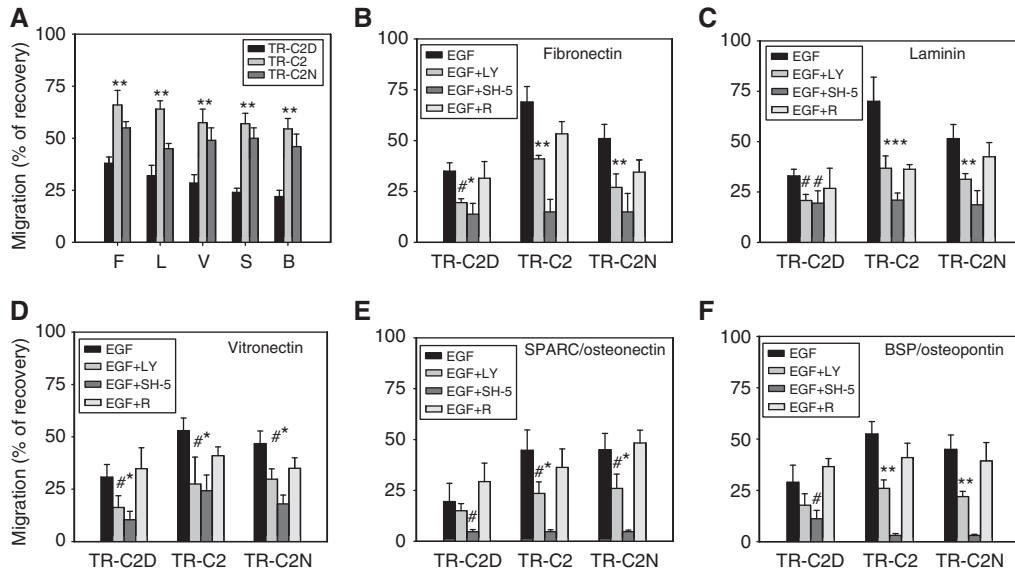 A
Migration (% of recovery)
100
75
50
25
0
TR-C2D
TR-C2
TR-C2N
** ** ** ** **
F L V S B
B
100
75
50
25
0
EGF
EGF+LY
EGF+SH-5
EGF+R
Fibronectin
#* ** **
TR-C2D TR-C2 TR-C2N
C
100
75
50
25
0
EGF
EGF+LY
EGF+SH-5
EGF+R
Laminin
## *** **
TR-C2D TR-C2 TR-C2N
D
Migration (% of recovery)
100
75
50
25
0
EGF
EGF+LY
EGF+SH-5
EGF+R
Vitronectin
#* #* #*
TR-C2D TR-C2 TR-C2N
E
100
75
50
25
0
EGF
EGF+LY
EGF+SH-5
EGF+R
SPARC/osteonectin
# #* #*
TR-C2D TR-C2 TR-C2N
F
100
75
50
25
0
EGF
EGF+LY
EGF+SH-5
EGF+R
BSP/osteopontin
# ** **
TR-C2D TR-C2 TR-C2N